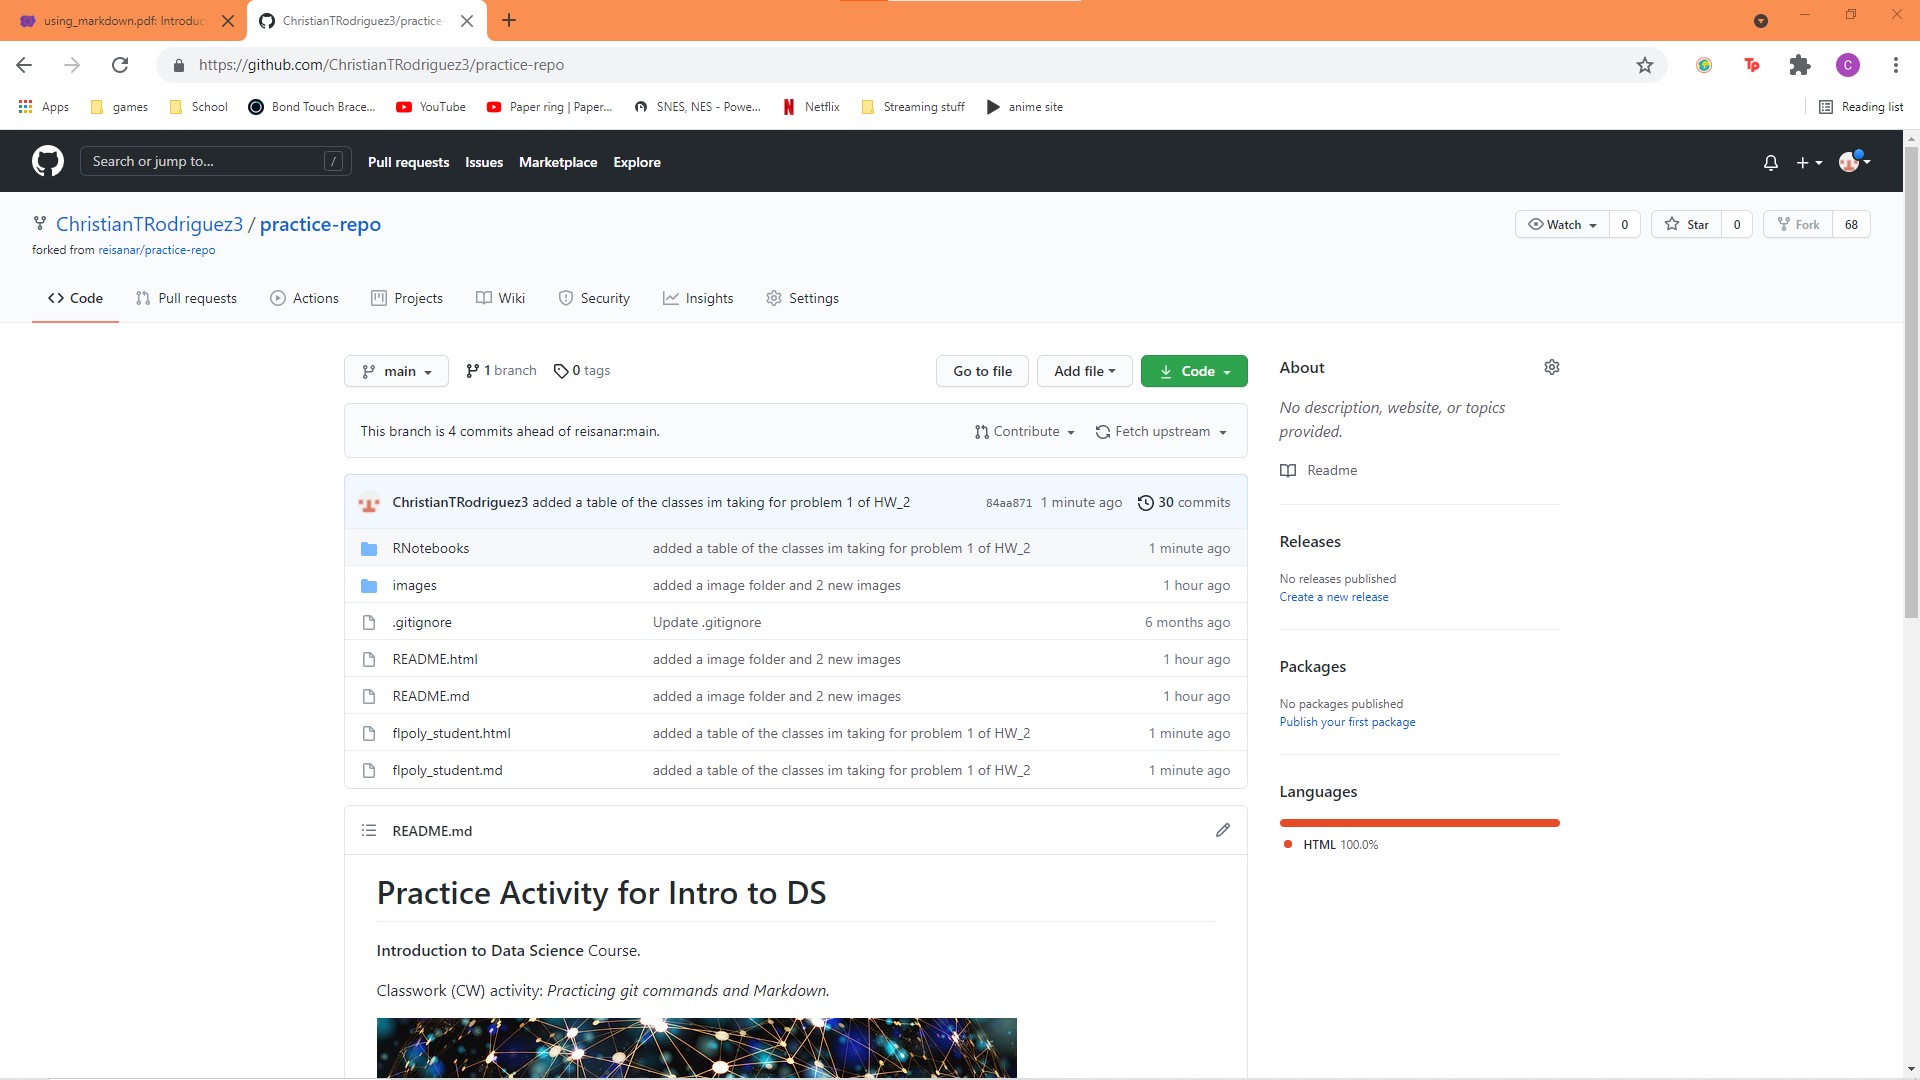 using_markdown.pdf: Introduc
ChristianTRodriguez3/practice-
https://github.com/ChristianTRodriguez3/practice-repo
Tp
C
Apps games School Bond Touch Brace... YouTube Paper ring | Paper... SNES, NES - Powe... Netflix Streaming stuff anime site Reading list
Search or jump to... / Pull requests Issues Marketplace Explore
ChristianTRodriguez3 / practice-repo
forked from reisanar/practice-repo
Watch 0 Star 0 Fork 68
Code Pull requests Actions Projects Wiki Security Insights Settings
main 1 branch 0 tags Go to file Add file Code
This branch is 4 commits ahead of reisanar:main. Contribute Fetch upstream
ChristianTRodriguez3 added a table of the classes im taking for problem 1 of HW_2 84aa871 1 minute ago 30 commits
RNotebooks added a table of the classes im taking for problem 1 of HW_2 1 minute ago
images added a image folder and 2 new images 1 hour ago
.gitignore Update .gitignore 6 months ago
README.html added a image folder and 2 new images 1 hour ago
README.md added a image folder and 2 new images 1 hour ago
flpoly_student.html added a table of the classes im taking for problem 1 of HW_2 1 minute ago
flpoly_student.md added a table of the classes im taking for problem 1 of HW_2 1 minute ago
README.md
Practice Activity for Intro to DS
Introduction to Data Science Course.
Classwork (CW) activity: Practicing git commands and Markdown.
About
No description, website, or topics
provided.
Readme
Releases
No releases published
Create a new release
Packages
No packages published
Publish your first package
Languages
HTML 100.0%